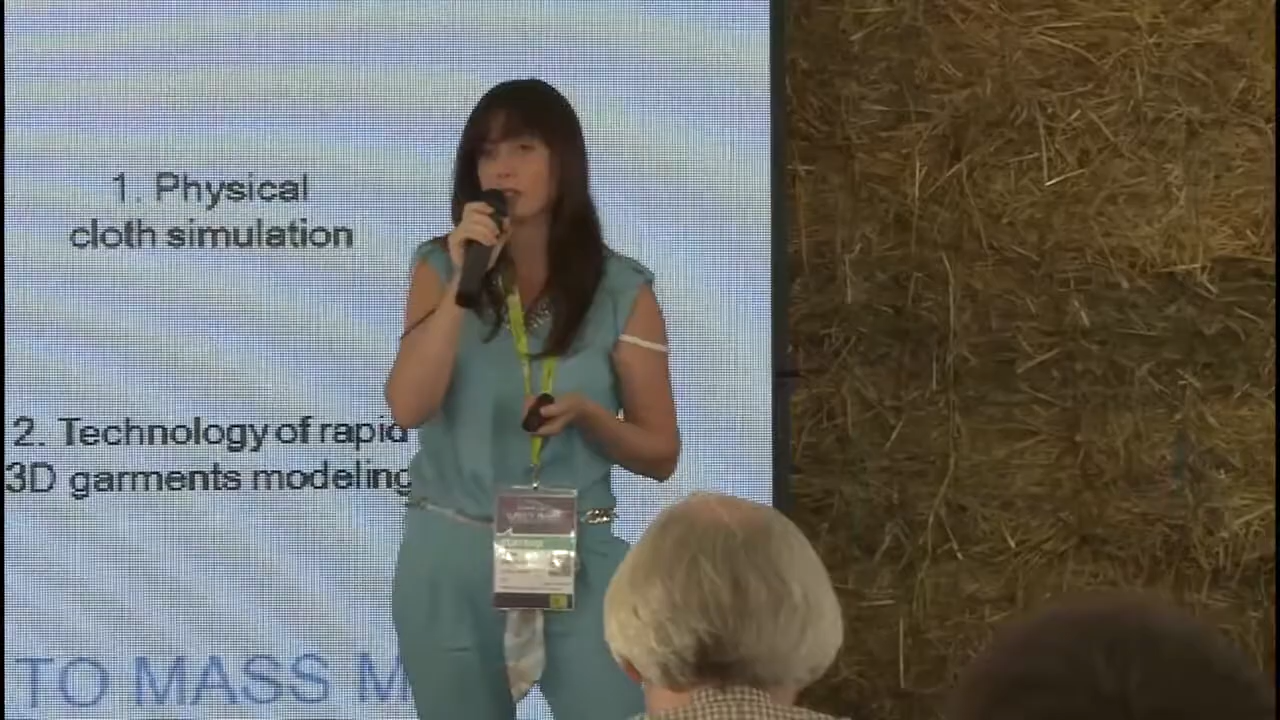 1. Physical
cloth simulation
2. Technology of rapid
3D garments modeling
TO MASS M